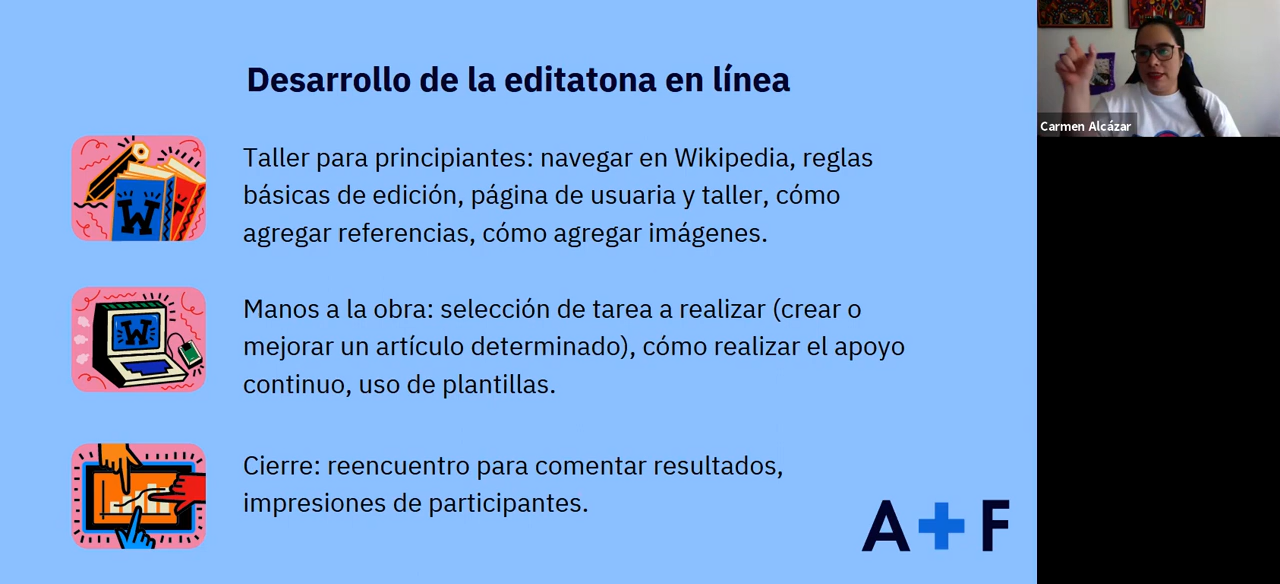 Desarrollo de la editatona en línea
Taller para principiantes: navegar en Wikipedia, reglas
básicas de edición, página de usuaria y taller, cómo
agregar referencias, cómo agregar imágenes.
Manos a la obra: selección de tarea a realizar (crear o
mejorar un artículo determinado), cómo realizar el apoyo
continuo, uso de plantillas.
Cierre: reencuentro para comentar resultados,
impresiones de participantes.
W
W
A+F
Carmen Alcázar